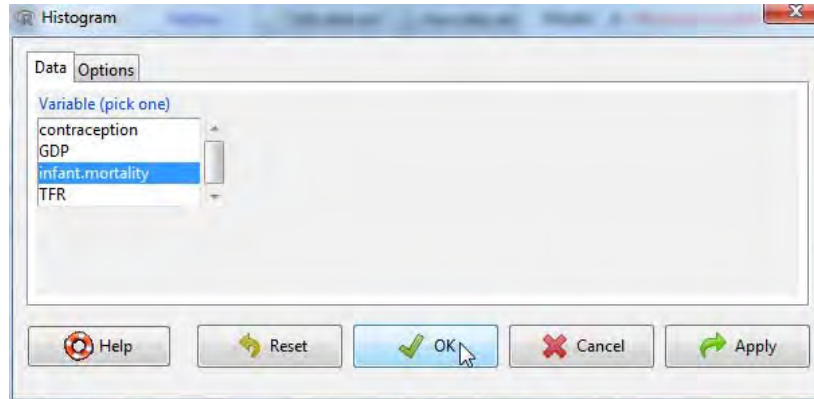 Histogram
Data Options
Variable (pick one)
contraception
GDP
infant.mortality
TFR
Help Reset OK Cancel Apply